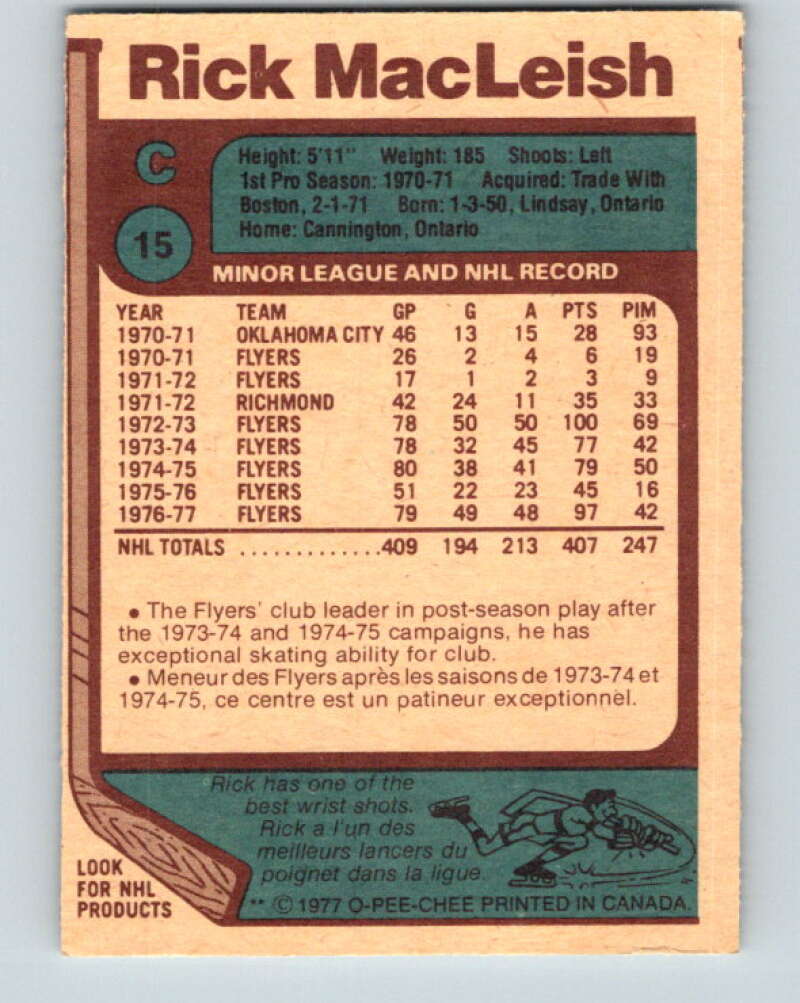 Rick MacLeish
C
15
Height: 5'11" Weight: 185 Shoots: Left
1st Pro Season: 1970-71 Acquired: Trade With
Boston, 2-1-71 Born: 1-3-50, Lindsay, Ontario
Home: Cannington, Ontario
MINOR LEAGUE AND NHL RECORD
YEAR TEAM GP G A PTS PIM
1970-71 OKLAHOMA CITY 46 13 15 28 93
1970-71 FLYERS 26 2 4 6 19
1971-72 FLYERS 17 1 2 3 9
1971-72 RICHMOND 42 24 11 35 33
1972-73 FLYERS 78 50 50 100 69
1973-74 FLYERS 78 32 45 77 42
1974-75 FLYERS 80 38 41 79 50
1975-76 FLYERS 51 22 23 45 16
1976-77 FLYERS 79 49 48 97 42
NHL TOTALS .............409 194 213 407 247
• The Flyers' club leader in post-season play after
the 1973-74 and 1974-75 campaigns, he has
exceptional skating ability for club.
• Meneur des Flyers après les saisons de 1973-74 et
1974-75, ce centre est un patineur exceptionnel.
Rick has one of the
best wrist shots.
Rick a l'un des
meilleurs lancers du
poignet dans la ligue.
LOOK
FOR NHL
PRODUCTS
** © 1977 O-PEE-CHEE PRINTED IN CANADA.